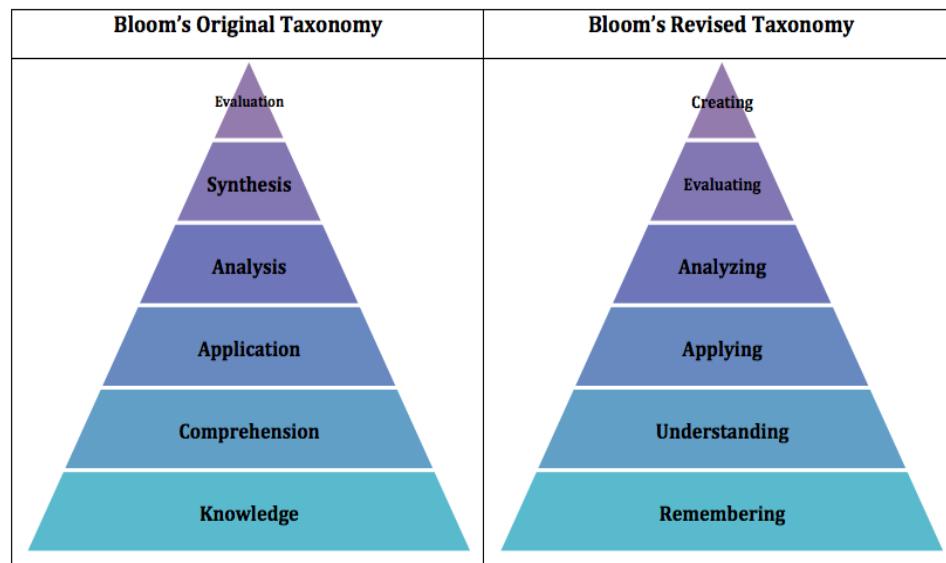 Bloom's Original Taxonomy
Evaluation
Synthesis
Analysis
Application
Comprehension
Knowledge
Bloom's Revised Taxonomy
Creating
Evaluating
Analyzing
Applying
Understanding
Remembering